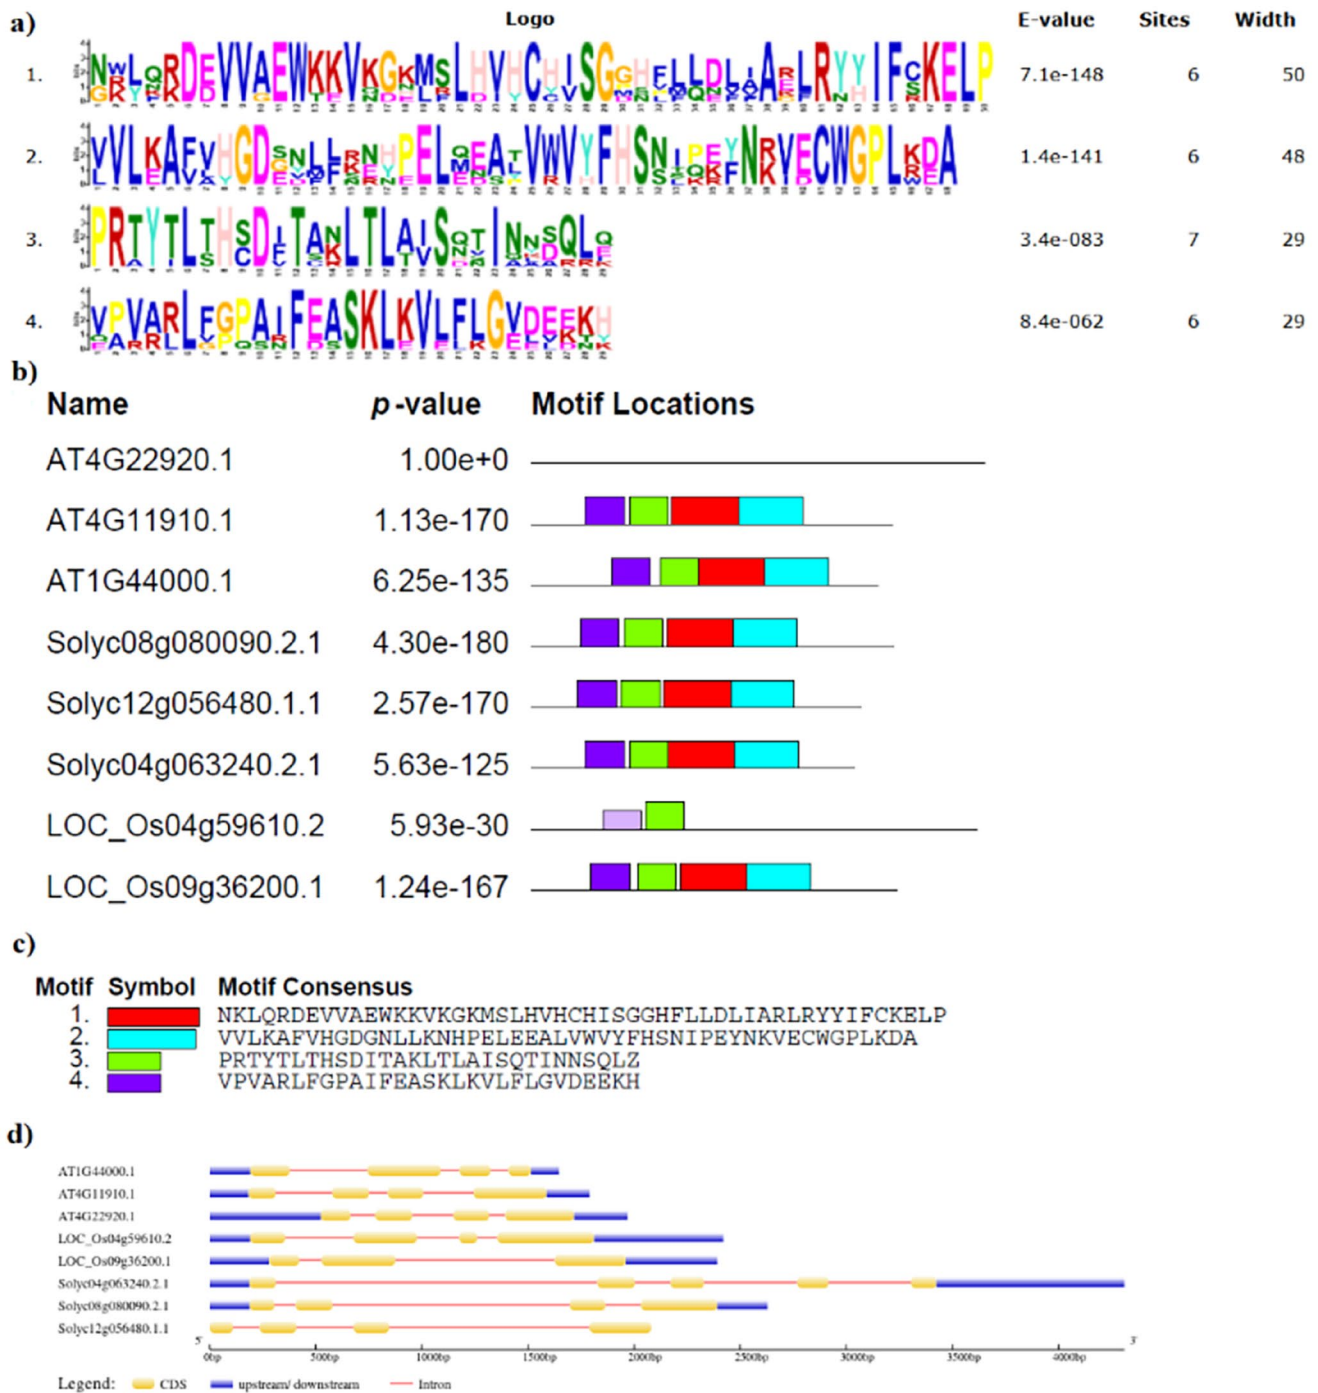 a)
Logo E-value Sites Width
1. 7.1e-148 6 50
2. 1.4e-141 6 48
3. 3.4e-083 7 29
4. 8.4e-062 6 29
b)
Name p-value Motif Locations
AT4G22920.1 1.00e+0
AT4G11910.1 1.13e-170
AT1G44000.1 6.25e-135
Solyc08g080090.2.1 4.30e-180
Solyc12g056480.1.1 2.57e-170
Solyc04g063240.2.1 5.63e-125
LOC_Os04g59610.2 5.93e-30
LOC_Os09g36200.1 1.24e-167
c)
Motif Symbol Motif Consensus
1. NKLQRDEVVAEWKKVKGKMSLHVHCHISGGHFLLDLIARLRYYIFCKELP
2. VVLKAFVHGDGNLLKNHPELEEALVWVYFHSNIPEYNKVECWGPLKDA
3. PRTYTLTHSDITAKLTLAISQTINNSQLZ
4. VPVARLFGPAIFEASKLKVLFLGVDEEKH
d)
AT1G44000.1
AT4G11910.1
AT4G22920.1
LOC_Os04g59610.2
LOC_Os09g36200.1
Solyc04g063240.2.1
Solyc08g080090.2.1
Solyc12g056480.1.1
5' 3'
0bp 500bp 1000bp 1500bp 2000bp 2500bp 3000bp 3500bp 4000bp
Legend: CDS upstream/ downstream Intron